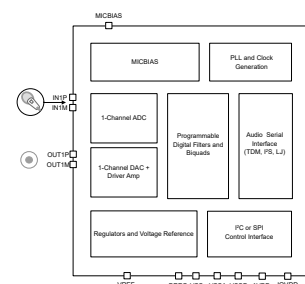 MICBIAS
MICBIAS
PLL and Clock
Generation
IN1P
IN1M
1-Channel ADC
Programmable
Digital Filters and
Biquads
Audio Serial
Interface
(TDM, I²S, LJ)
OUT1P
OUT1M
1-Channel DAC +
Driver Amp
Regulators and Voltage Reference
I²C or SPI
Control Interface